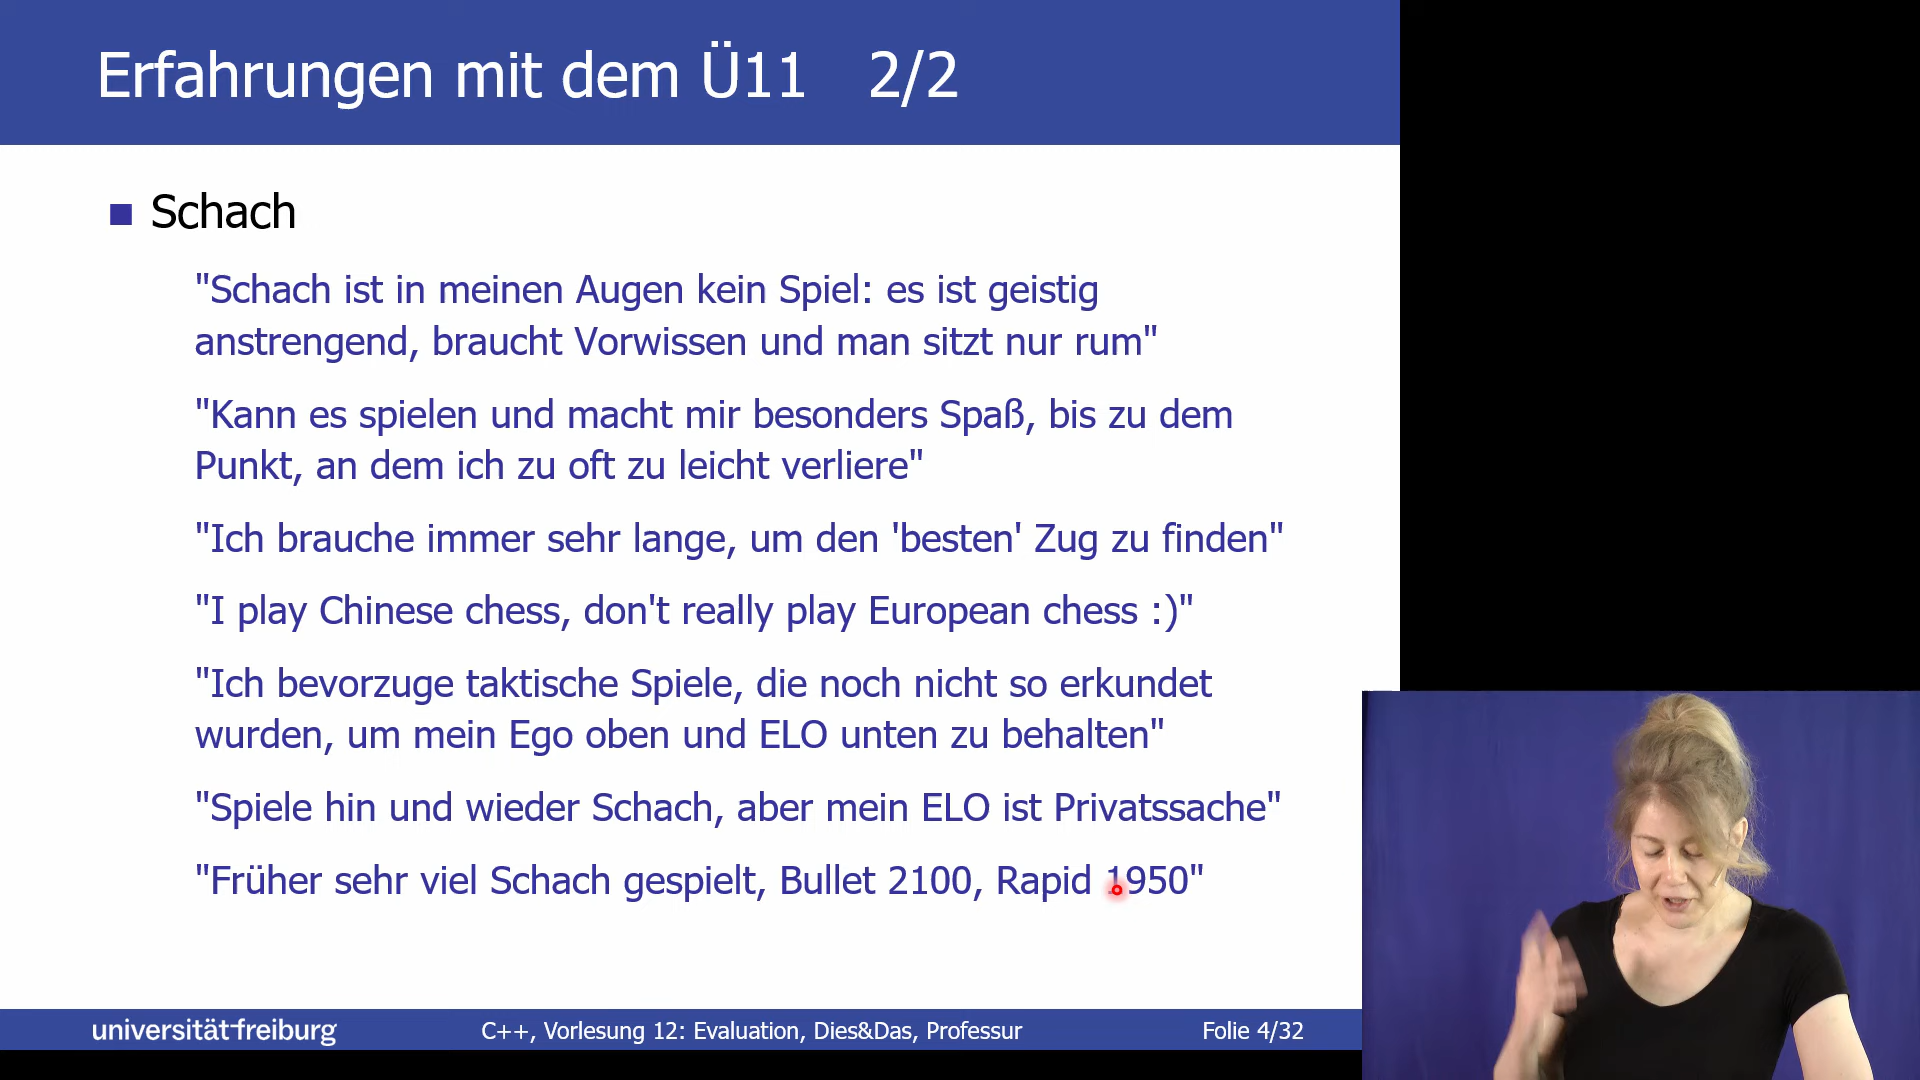 Erfahrungen mit dem Ü11 2/2
Schach
"Schach ist in meinen Augen kein Spiel: es ist geistig
anstrengend, braucht Vorwissen und man sitzt nur rum"
"Kann es spielen und macht mir besonders Spaß, bis zu dem
Punkt, an dem ich zu oft zu leicht verliere"
"Ich brauche immer sehr lange, um den 'besten' Zug zu finden"
"I play Chinese chess, don't really play European chess :)"
"Ich bevorzuge taktische Spiele, die noch nicht so erkundet
wurden, um mein Ego oben und ELO unten zu behalten"
"Spiele hin und wieder Schach, aber mein ELO ist Privatssache"
"Früher sehr viel Schach gespielt, Bullet 2100, Rapid 1950"
universität freiburg
C++, Vorlesung 12: Evaluation, Dies&Das, Professur
Folie 4/32